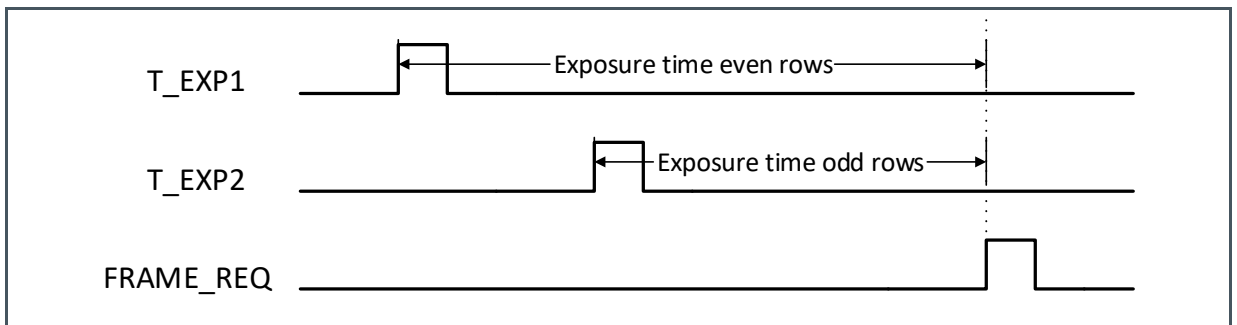 T_EXP1
Exposure time even rows
T_EXP2
Exposure time odd rows
FRAME_REQ